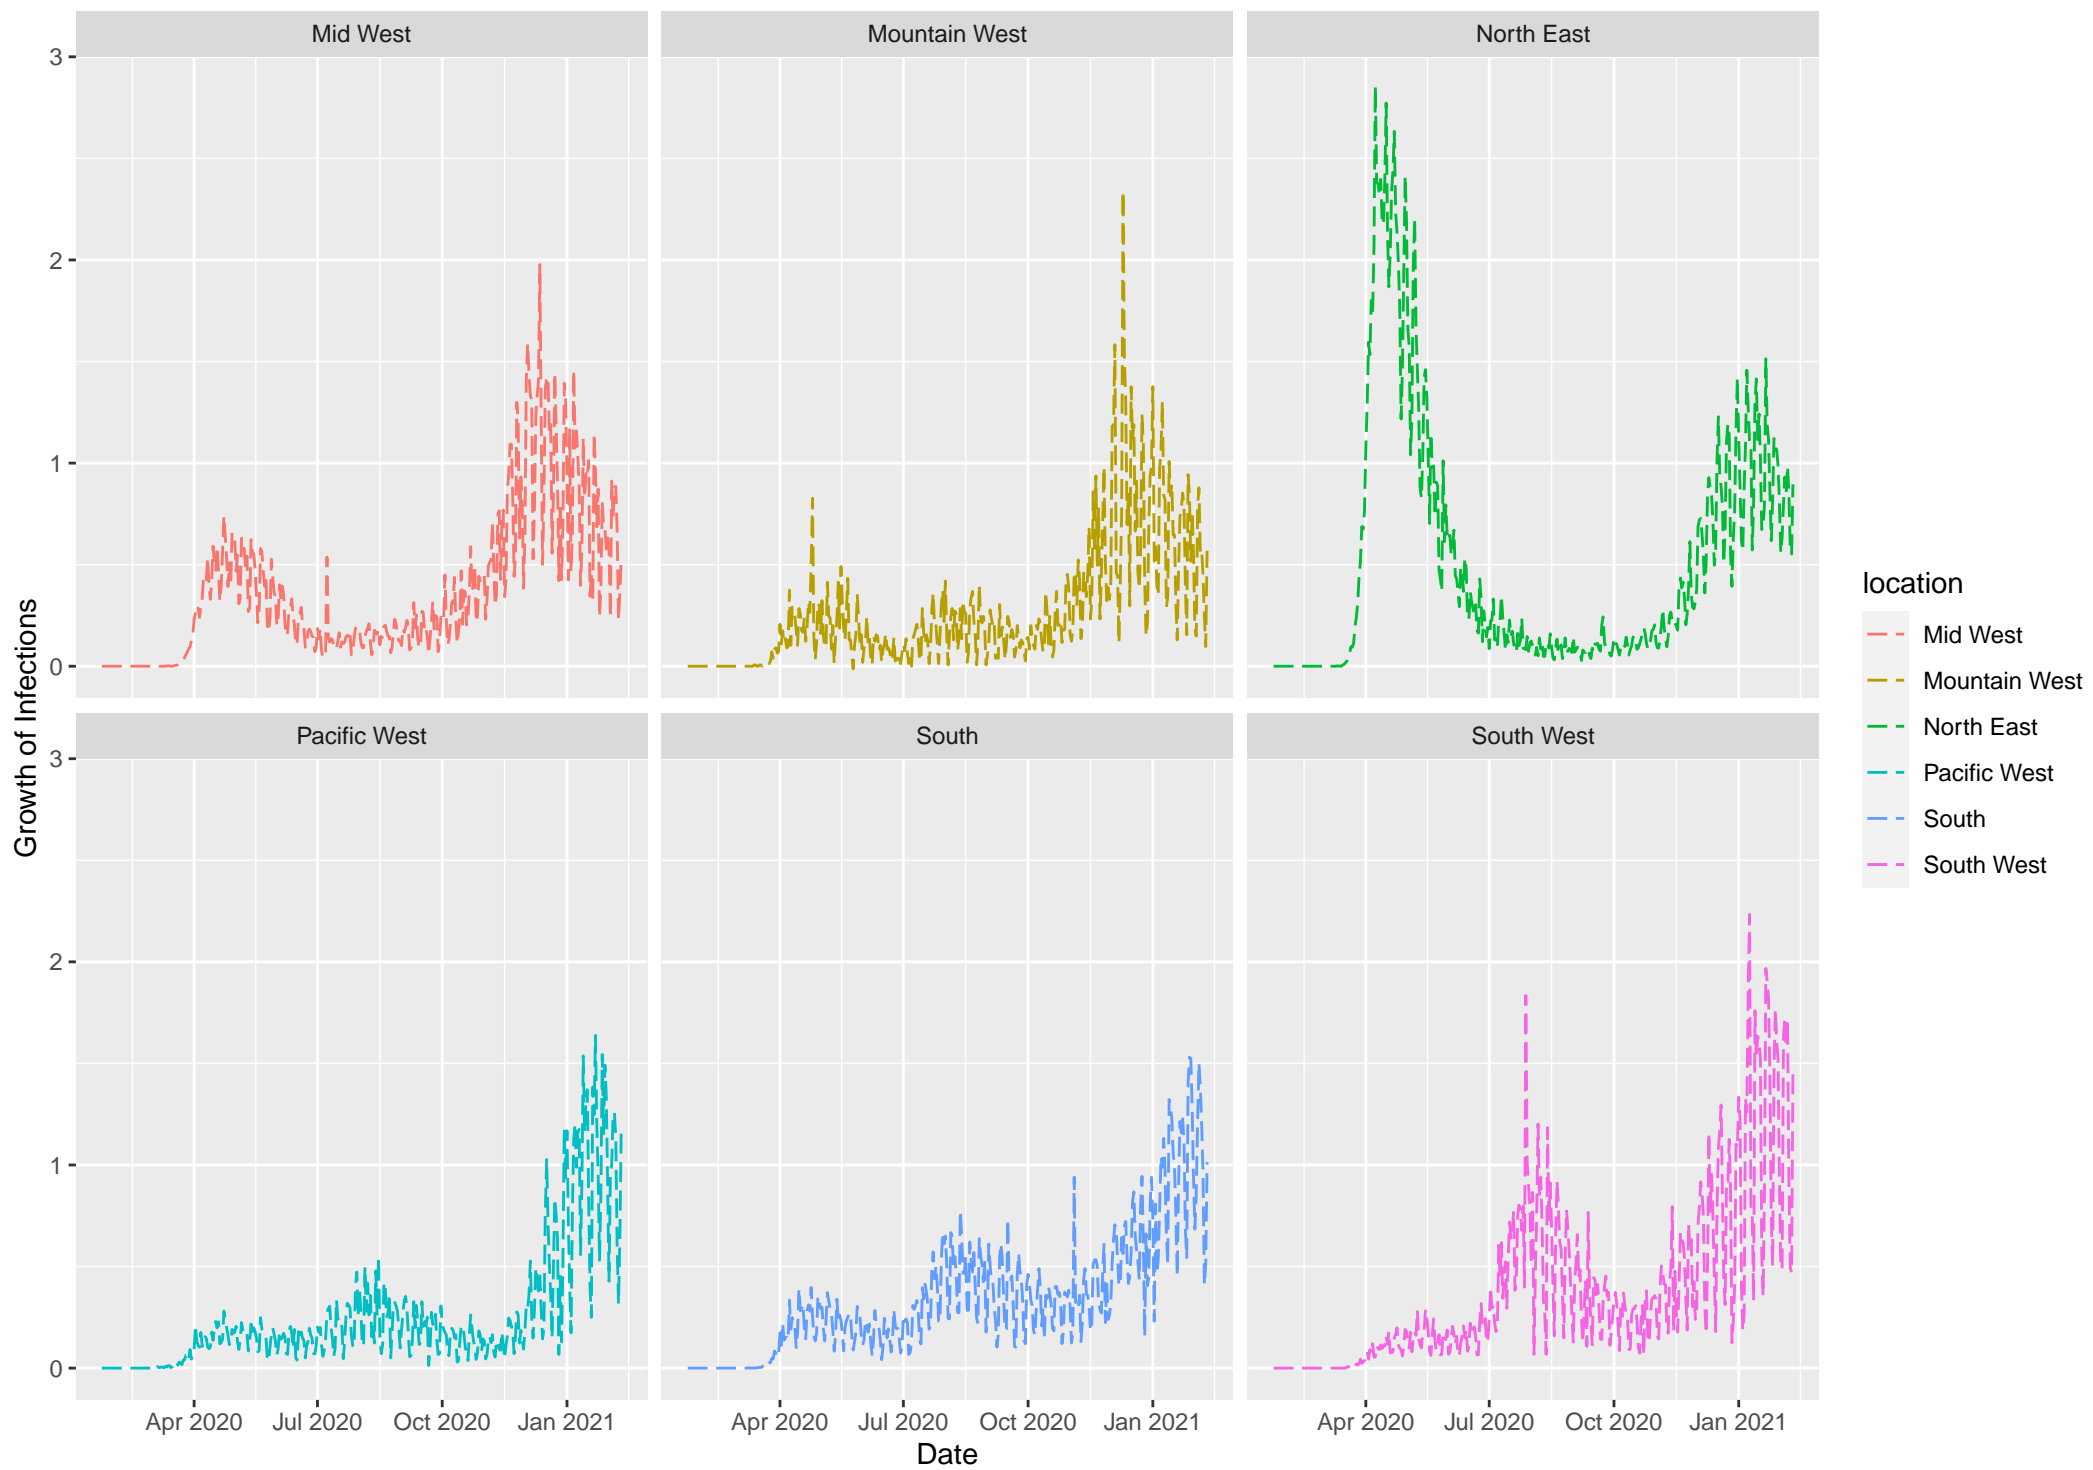 Mid West
Mountain West
North East
3
2
1
0
Growth of Infections
Pacific West
South
South West
3
2
1
0
Apr 2020 Jul 2020 Oct 2020 Jan 2021
Apr 2020 Jul 2020 Oct 2020 Jan 2021
Apr 2020 Jul 2020 Oct 2020 Jan 2021
Date
location
Mid West
Mountain West
North East
Pacific West
South
South West